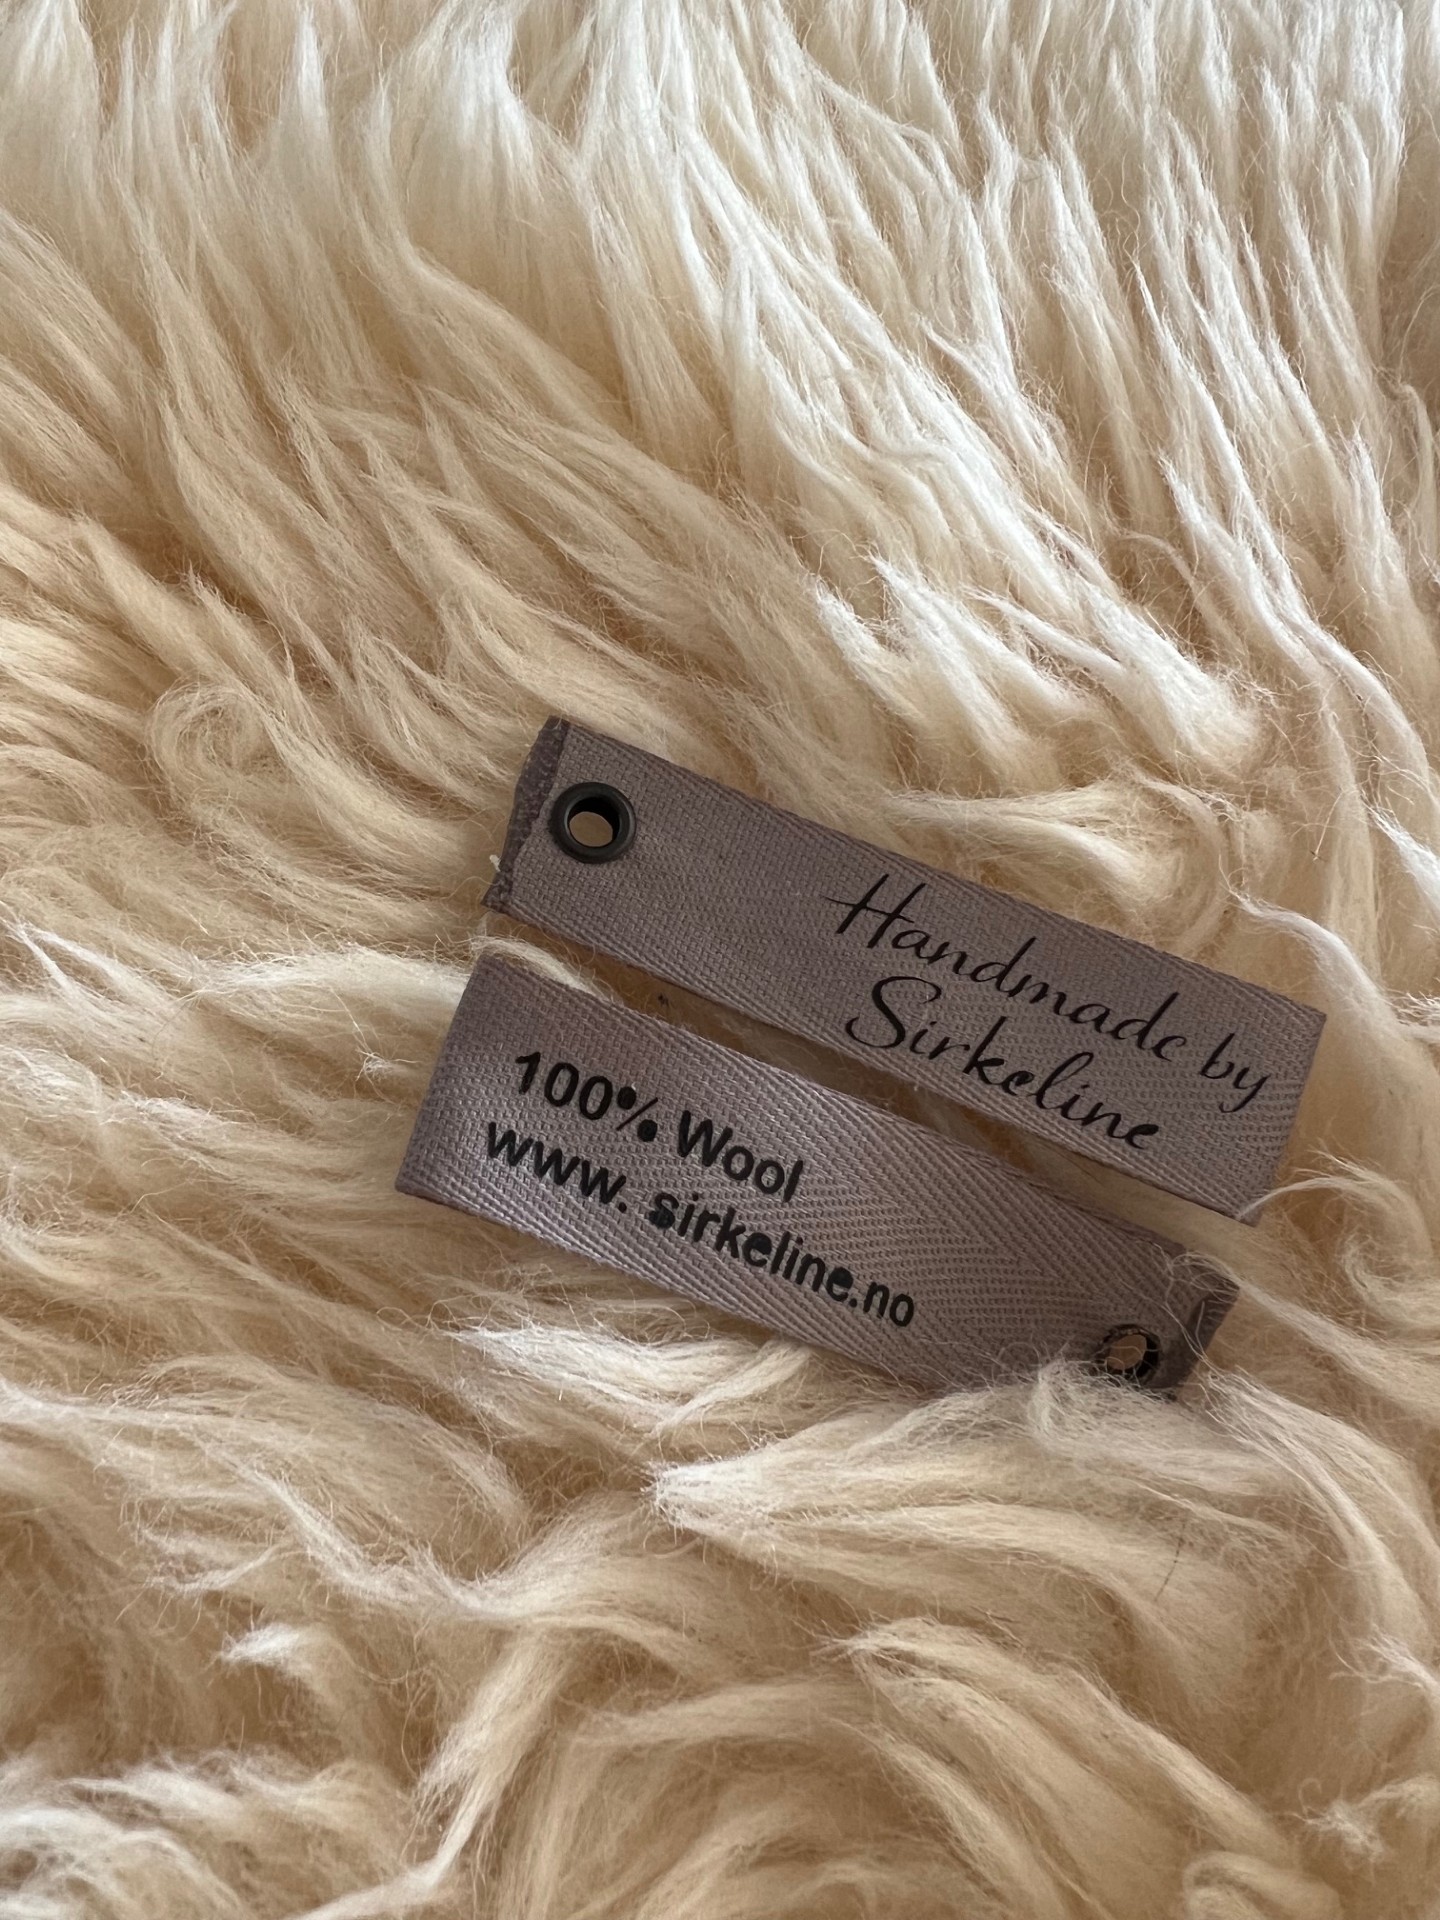 Handmade by
Sirkeline
100% Wool
www. sirkeline.no